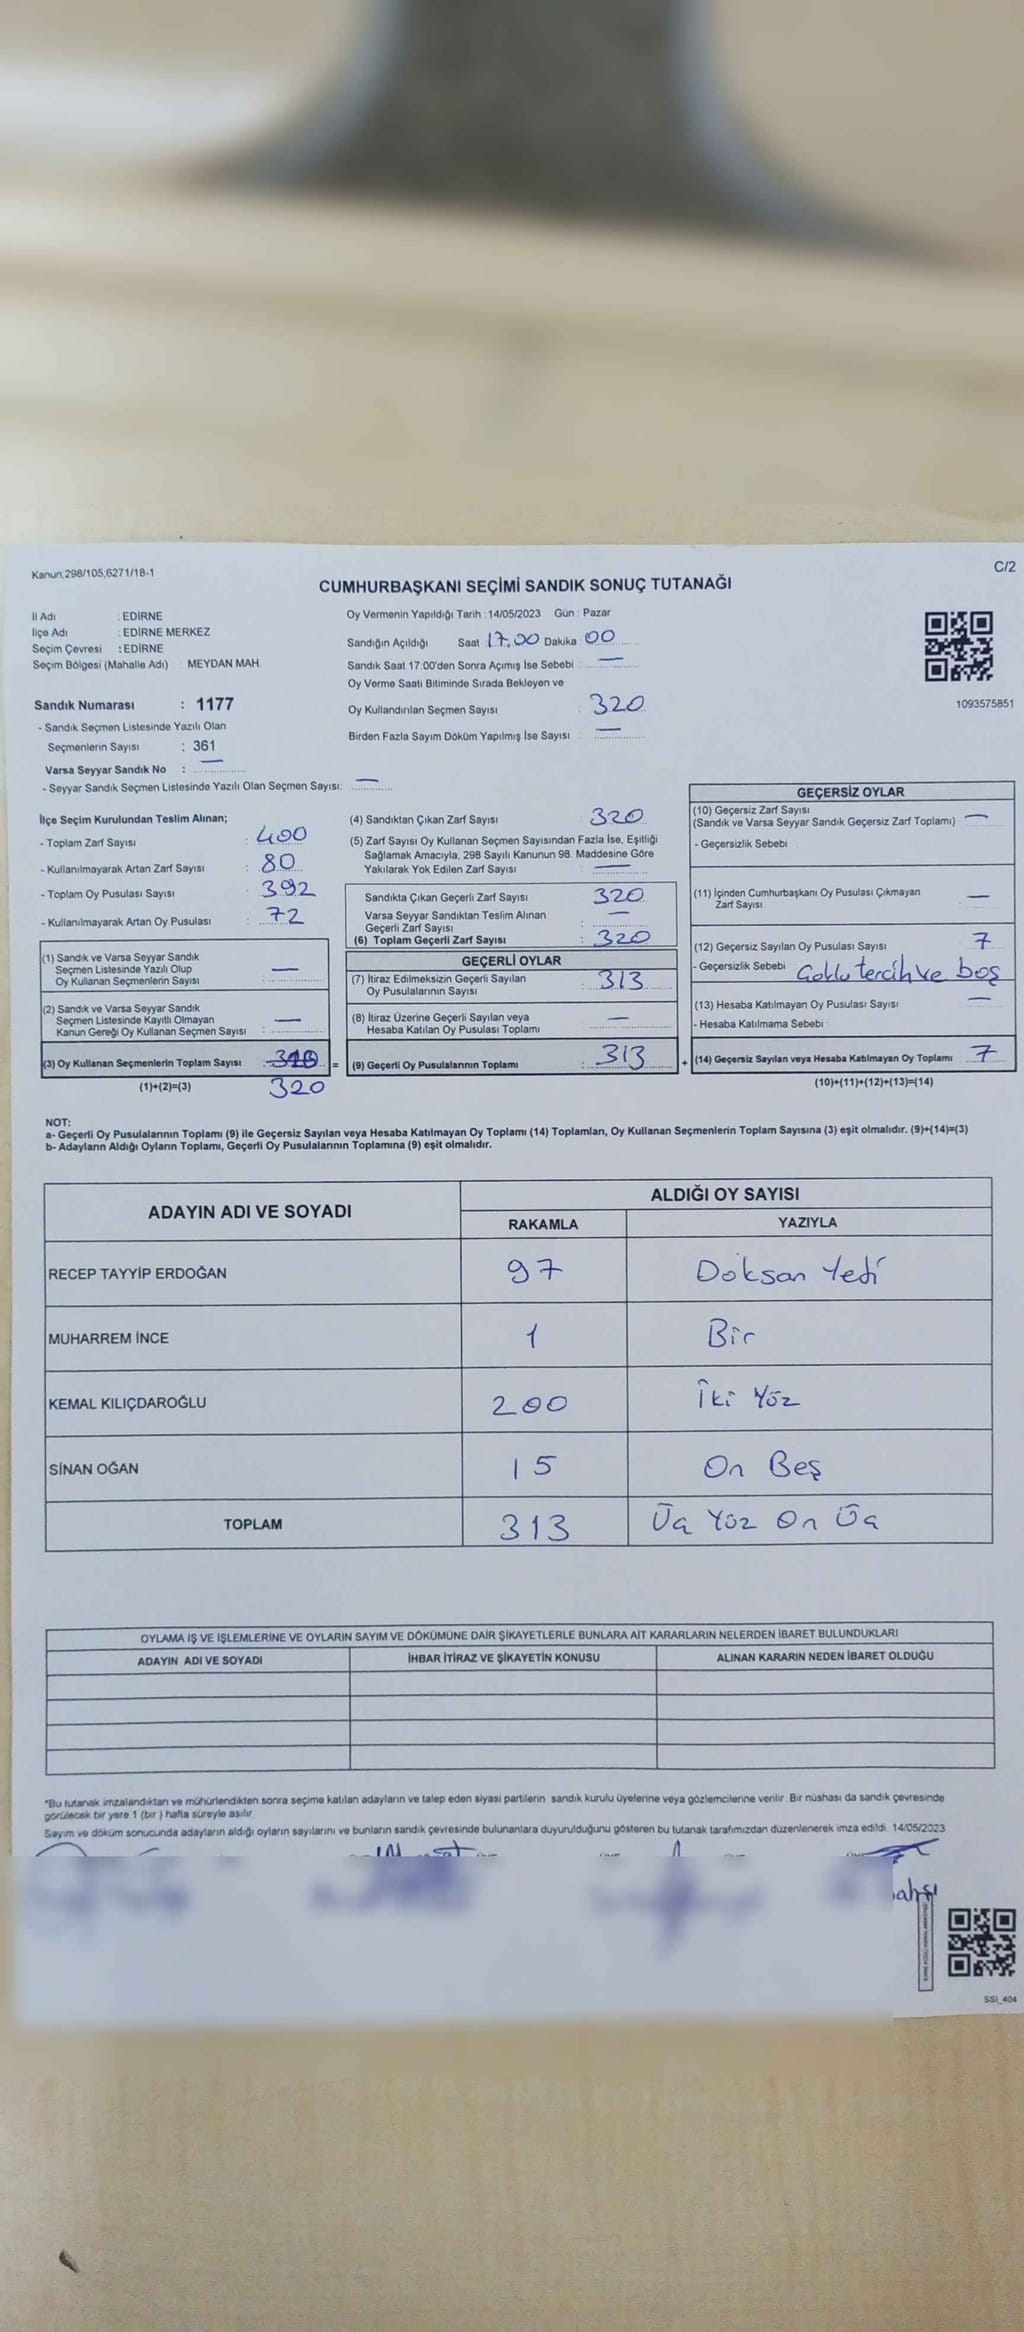 Kanun;298/105,6271/18-1
C/2
CUMHURBAŞKANI SEÇİMİ SANDIK SONUÇ TUTANAĞI
İl Adı : EDİRNE
İlçe Adı : EDİRNE MERKEZ
Seçim Çevresi : EDİRNE
Seçim Bölgesi (Mahalle Adı) : MEYDAN MAH.
Oy Vermenin Yapıldığı Tarih : 14/05/2023 Gün : Pazar
Sandığın Açıldığı Saat 17,00 Dakika 00
Sandık Saat 17:00'den Sonra Açımış İse Sebebi : —
Oy Verme Saati Bitiminde Sırada Bekleyen ve
Oy Kullandırılan Seçmen Sayısı : 320
Birden Fazla Sayım Döküm Yapılmış İse Sayısı : —
1093575851
Sandık Numarası : 1177
- Sandık Seçmen Listesinde Yazılı Olan
Seçmenlerin Sayısı : 361
Varsa Seyyar Sandık No : —
- Seyyar Sandık Seçmen Listesinde Yazılı Olan Seçmen Sayısı: —
İlçe Seçim Kurulundan Teslim Alınan;
- Toplam Zarf Sayısı : 400
- Kullanılmayarak Artan Zarf Sayısı : 80
- Toplam Oy Pusulası Sayısı : 392
- Kullanılmayarak Artan Oy Pusulası : 72
(1) Sandık ve Varsa Seyyar Sandık
Seçmen Listesinde Yazılı Olup
Oy Kullanan Seçmenlerin Sayısı : —
(2) Sandık ve Varsa Seyyar Sandık
Seçmen Listesinde Kayıtlı Olmayan
Kanun Gereği Oy Kullanan Seçmen Sayısı : —
(3) Oy Kullanan Seçmenlerin Toplam Sayısı : =
(1)+(2)=(3) 320
(4) Sandıktan Çıkan Zarf Sayısı : 320
(5) Zarf Sayısı Oy Kullanan Seçmen Sayısından Fazla İse, Eşitliği
Sağlamak Amacıyla; 298 Sayılı Kanunun 98. Maddesine Göre
Yakılarak Yok Edilen Zarf Sayısı : —
Sandıkta Çıkan Geçerli Zarf Sayısı : 320
Varsa Seyyar Sandıktan Teslim Alınan
Geçerli Zarf Sayısı : —
(6) Toplam Geçerli Zarf Sayısı : 320
GEÇERLİ OYLAR
(7) İtiraz Edilmeksizin Geçerli Sayılan
Oy Pusulalarının Sayısı : 313
(8) İtiraz Üzerine Geçerli Sayılan veya
Hesaba Katılan Oy Pusulası Toplamı : —
(9) Geçerli Oy Pusulalarının Toplamı : 313 +
GEÇERSİZ OYLAR
(10) Geçersiz Zarf Sayısı
(Sandık ve Varsa Seyyar Sandık Geçersiz Zarf Toplamı) —
- Geçersizlik Sebebi
(11) İçinden Cumhurbaşkanı Oy Pusulası Çıkmayan
Zarf Sayısı —
(12) Geçersiz Sayılan Oy Pusulası Sayısı 7
- Geçersizlik Sebebi Çoklu tercih ve boş
(13) Hesaba Katılmayan Oy Pusulası Sayısı —
- Hesaba Katılmama Sebebi :
(14) Geçersiz Sayılan veya Hesaba Katılmayan Oy Toplamı 7
(10)+(11)+(12)+(13)=(14)
NOT:
a- Geçerli Oy Pusulalarının Toplamı (9) ile Geçersiz Sayılan veya Hesaba Katılmayan Oy Toplamı (14) Toplamları, Oy Kullanan Seçmenlerin Toplam Sayısına (3) eşit olmalıdır. (9)+(14)=(3)
b- Adayların Aldığı Oyların Toplamı, Geçerli Oy Pusulalarının Toplamına (9) eşit olmalıdır.
ADAYIN ADI VE SOYADI ALDIĞI OY SAYISI
RAKAMLA YAZIYLA
RECEP TAYYİP ERDOĞAN 97 Doksan Yedi
MUHARREM İNCE 1 Bir
KEMAL KILIÇDAROĞLU 200 İki Yöz
SİNAN OĞAN 15 On Beş
TOPLAM 313 Üç Yöz On Üç
OYLAMA İŞ VE İŞLEMLERİNE VE OYLARIN SAYIM VE DÖKÜMÜNE DAİR ŞİKAYETLERLE BUNLARA AİT KARARLARIN NELERDEN İBARET BULUNDUKLARI
ADAYIN ADI VE SOYADI İHBAR İTİRAZ VE ŞİKAYETİN KONUSU ALINAN KARARIN NEDEN İBARET OLDUĞU
*Bu tutanak imzalandıktan ve mühürlendikten sonra seçime katılan adayların ve talep eden siyasi partilerin sandık kurulu üyelerine veya gözlemcilerine verilir. Bir nüshası da sandık çevresinde
görülecek bir yere 1 (bir ) hafta süreyle asılır.
Sayım ve döküm sonucunda adayların aldığı oyların sayılarını ve bunların sandık çevresinde bulunanlara duyurulduğunu gösteren bu tutanak tarafımızdan düzenlenerek imza edildi. 14/05/2023
SSI_404